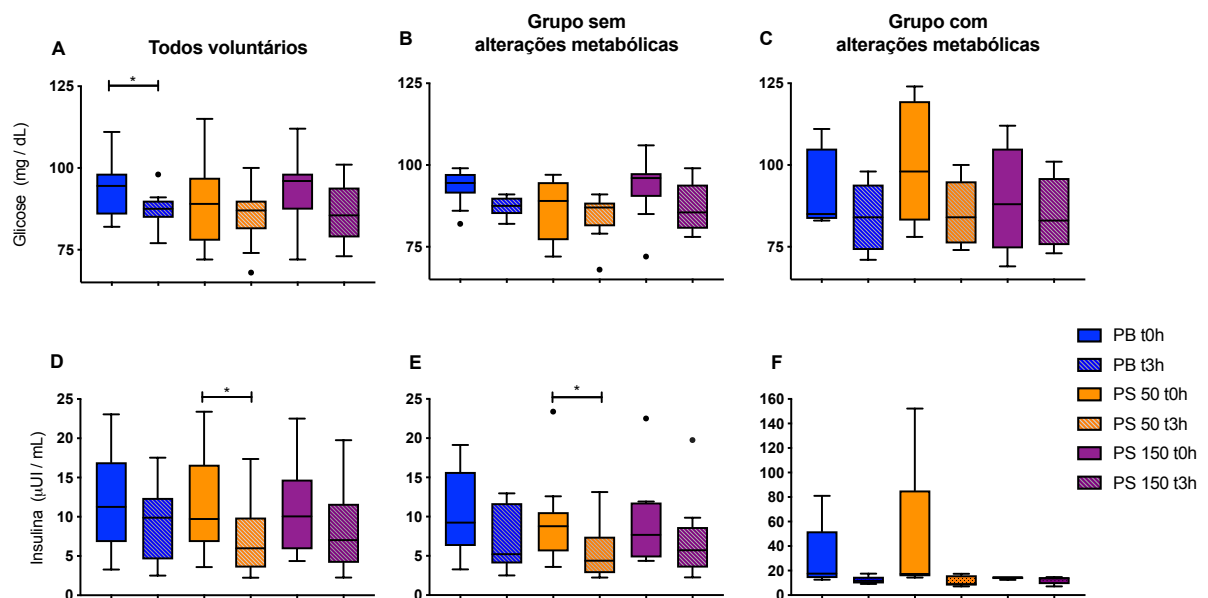 A
Todos voluntários
B
Grupo sem
alterações metabólicas
C
Grupo com
alterações metabólicas
Glicose (mg / dL)
125
100
75
*
125
100
75
125
100
75
D
E
F
Insulina (µUI / mL)
25
20
15
10
5
0
*
25
20
15
10
5
0
*
160
140
120
100
80
60
40
20
0
PB t0h
PB t3h
PS 50 t0h
PS 50 t3h
PS 150 t0h
PS 150 t3h